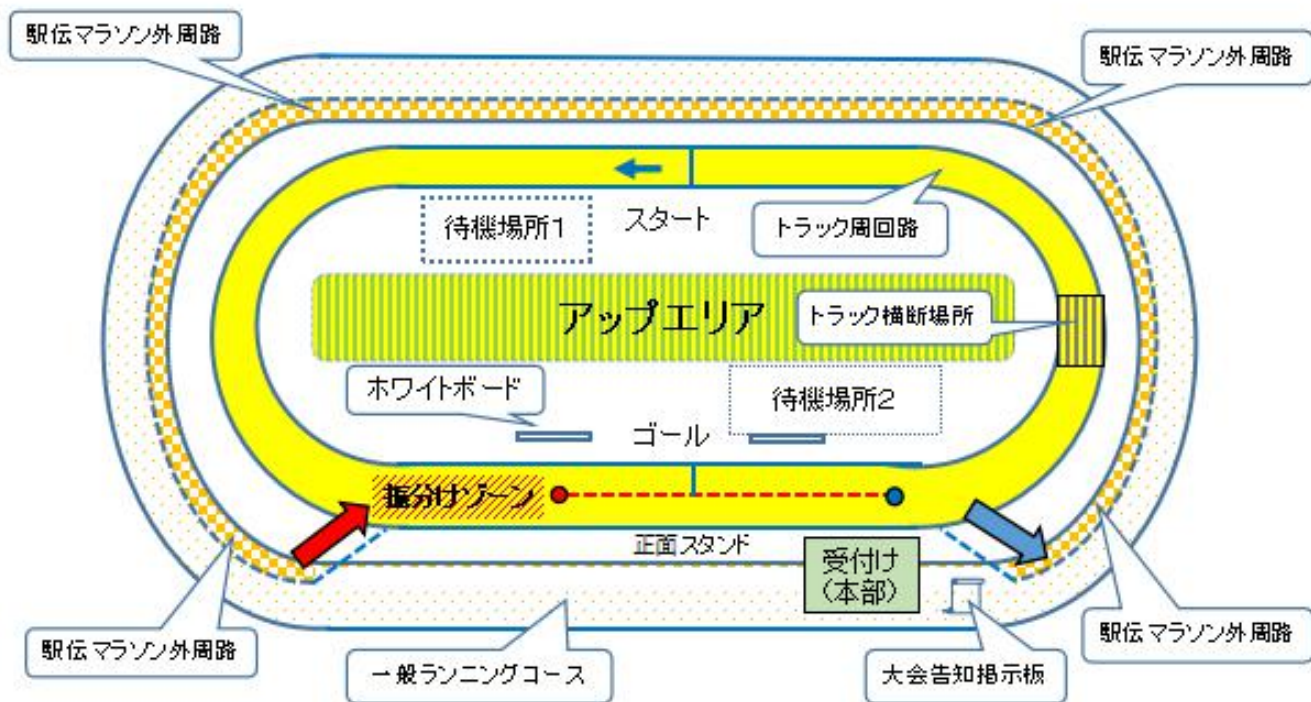 駅伝マラソン外周路
駅伝マラソン外周路
待機場所1
スタート
トラック周回路
アップエリア
トラック横断場所
ホワイトボード
待機場所2
ゴール
振分けゾーン
正面スタンド
受付け
(本部)
駅伝マラソン外周路
一般ランニングコース
大会告知掲示板
駅伝マラソン外周路